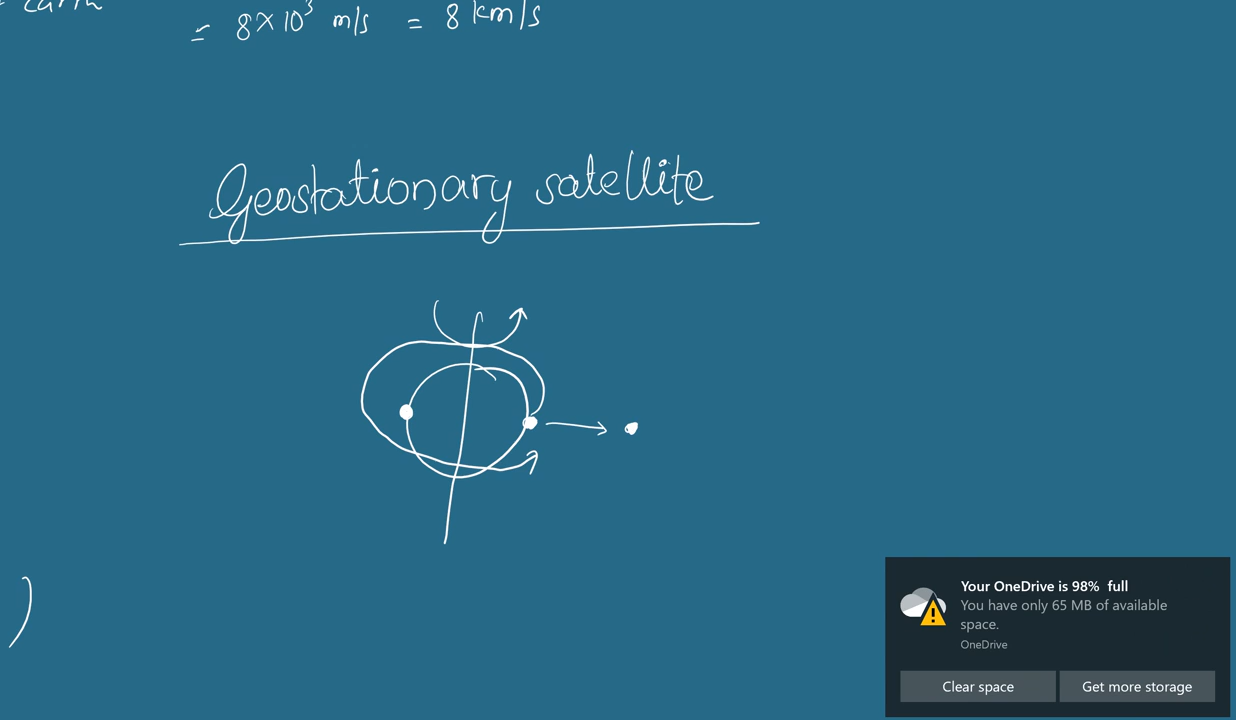 earth
= 8×10³ m/s = 8 km/s
Geostationary satellite
)
Your OneDrive is 98% full
You have only 65 MB of available
space.
OneDrive
Clear space Get more storage